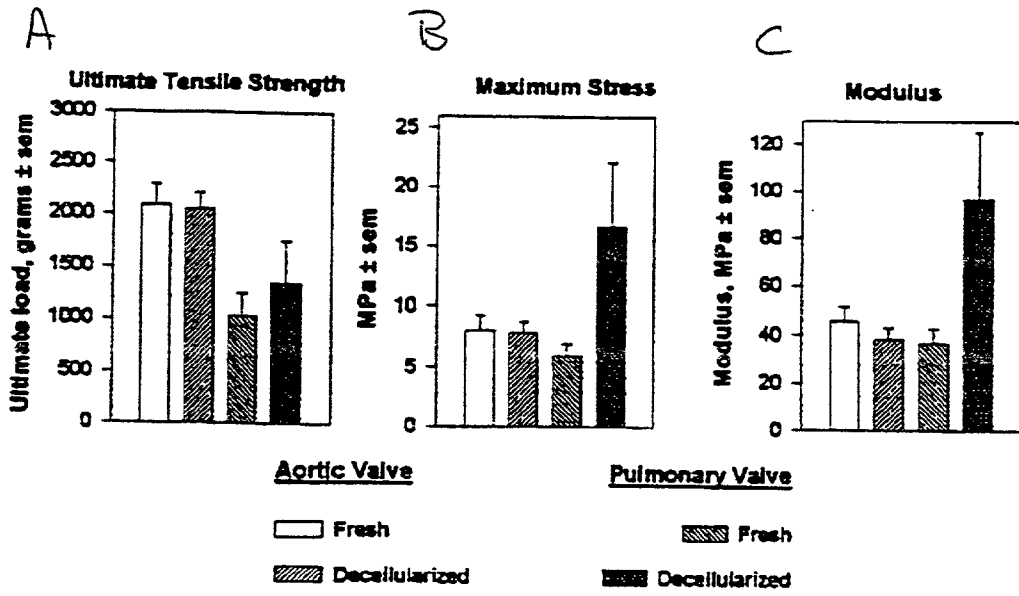 A
B
C
Ultimate Tensile Strength
Maximum Stress
Modulus
Ultimate load, grams ± sem
3000
2500
2000
1500
1000
500
0
MPa ± sem
25
20
15
10
5
0
Modulus, MPa ± sem
120
100
80
60
40
20
0
Aortic Valve
Pulmonary Valve
Fresh
Fresh
Decellularized
Decellularized